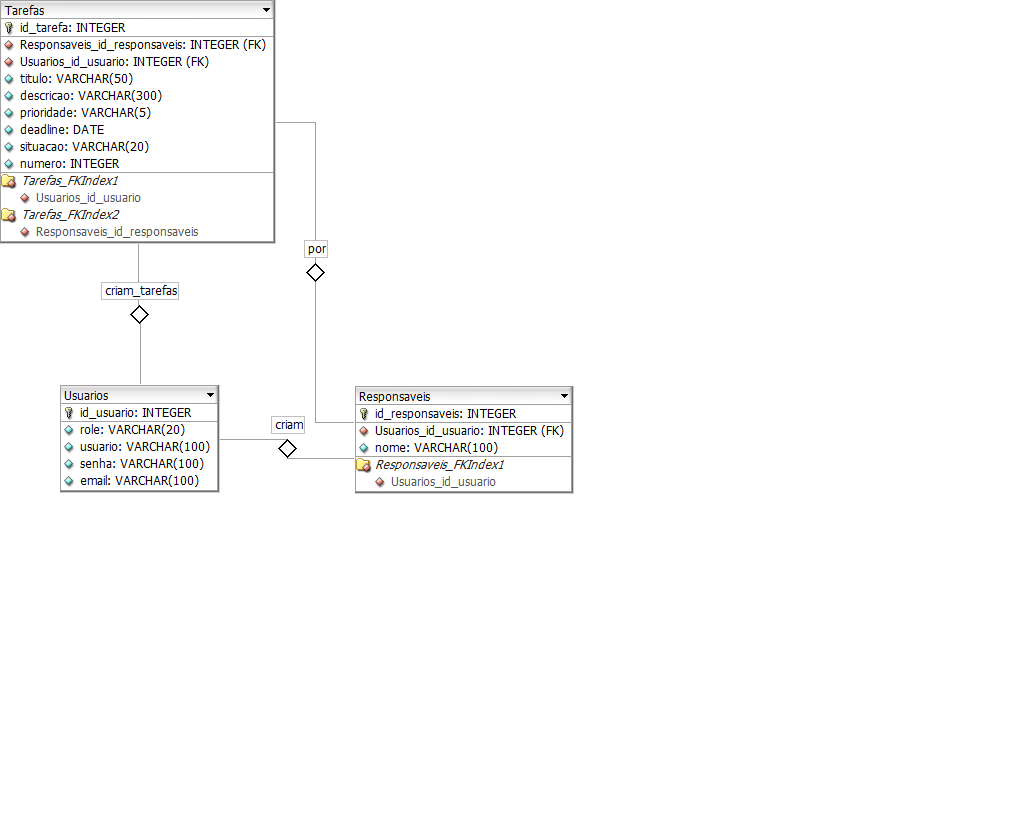 Tarefas
id_tarefa: INTEGER
Responsaveis_id_responsaveis: INTEGER (FK)
Usuarios_id_usuario: INTEGER (FK)
titulo: VARCHAR(50)
descricao: VARCHAR(300)
prioridade: VARCHAR(5)
deadline: DATE
situacao: VARCHAR(20)
numero: INTEGER
Tarefas_FKIndex1
Usuarios_id_usuario
Tarefas_FKIndex2
Responsaveis_id_responsaveis
por
criam_tarefas
Usuarios
id_usuario: INTEGER
role: VARCHAR(20)
usuario: VARCHAR(100)
senha: VARCHAR(100)
email: VARCHAR(100)
criam
Responsaveis
id_responsaveis: INTEGER
Usuarios_id_usuario: INTEGER (FK)
nome: VARCHAR(100)
Responsaveis_FKIndex1
Usuarios_id_usuario